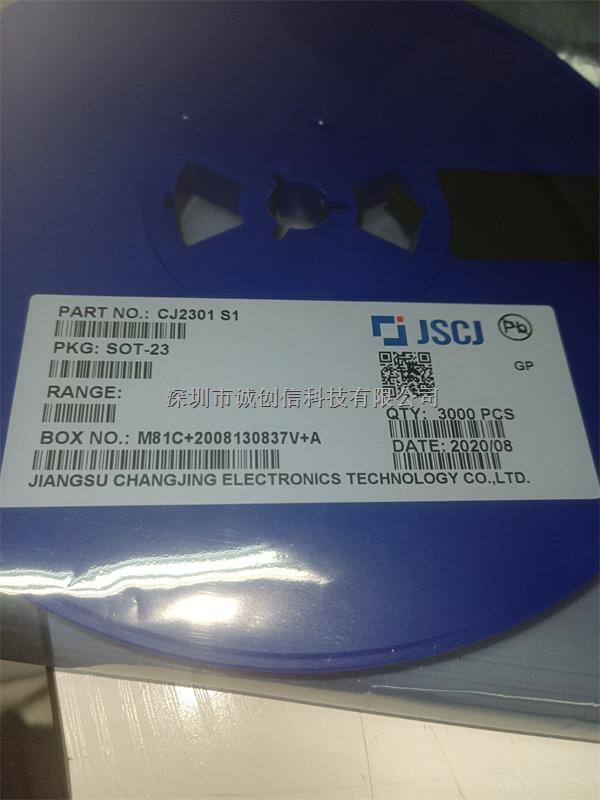 PART NO.: CJ2301 S1
JSCJ
Pb
PKG: SOT-23
GP
RANGE:
深圳市诚创信科技有限公司
QTY: 3000 PCS
BOX NO.: M81C+2008130837V+A
DATE: 2020/08
JIANGSU CHANGJING ELECTRONICS TECHNOLOGY CO.,LTD.